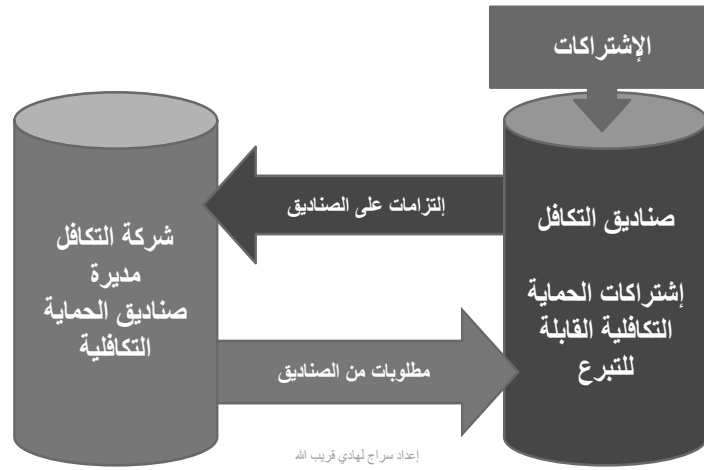 الإشتراكات
صناديق التكافل
إشتراكات الحماية
التكافلية القابلة
للتبرع
إلتزامات على الصناديق
شركة التكافل
مديرة
صناديق الحماية
التكافلية
مطلوبات من الصناديق
إعداد سراج لهادي قريب الله